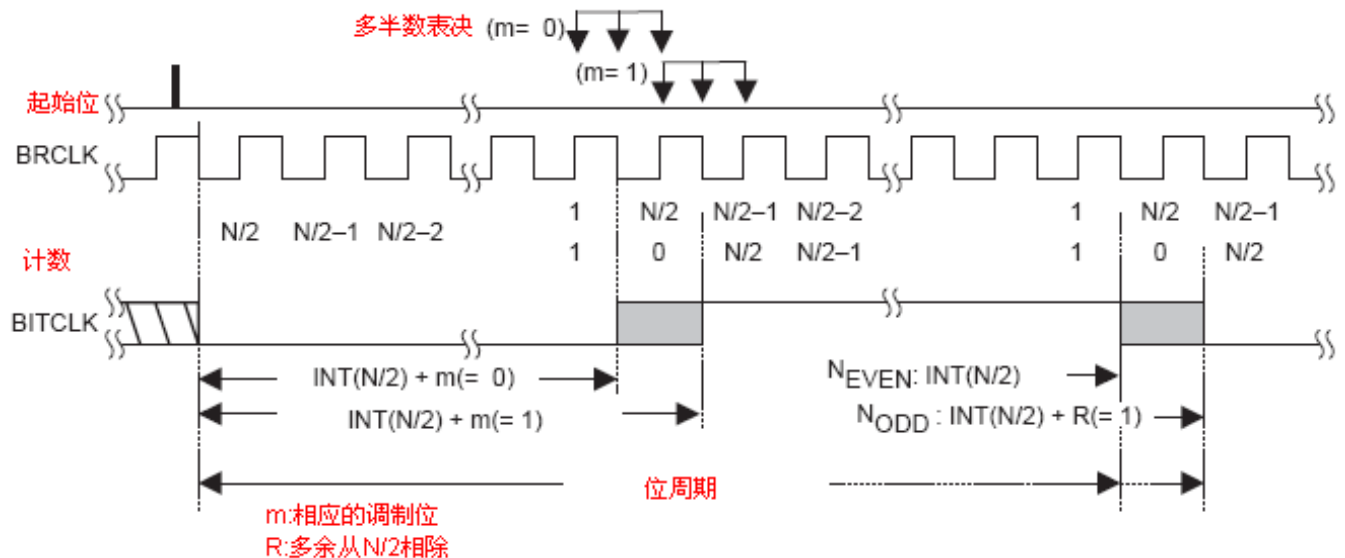 多半数表决 (m= 0)
(m= 1)
起始位
BRCLK
1 N/2 N/2–1 N/2–2 1 N/2 N/2–1
N/2 N/2–1 N/2–2
计数 1 0 N/2 N/2–1 1 0 N/2
BITCLK
INT(N/2) + m(= 0) NEVEN: INT(N/2)
INT(N/2) + m(= 1) NODD : INT(N/2) + R(= 1)
位周期
m:相应的调制位
R:多余从N/2相除